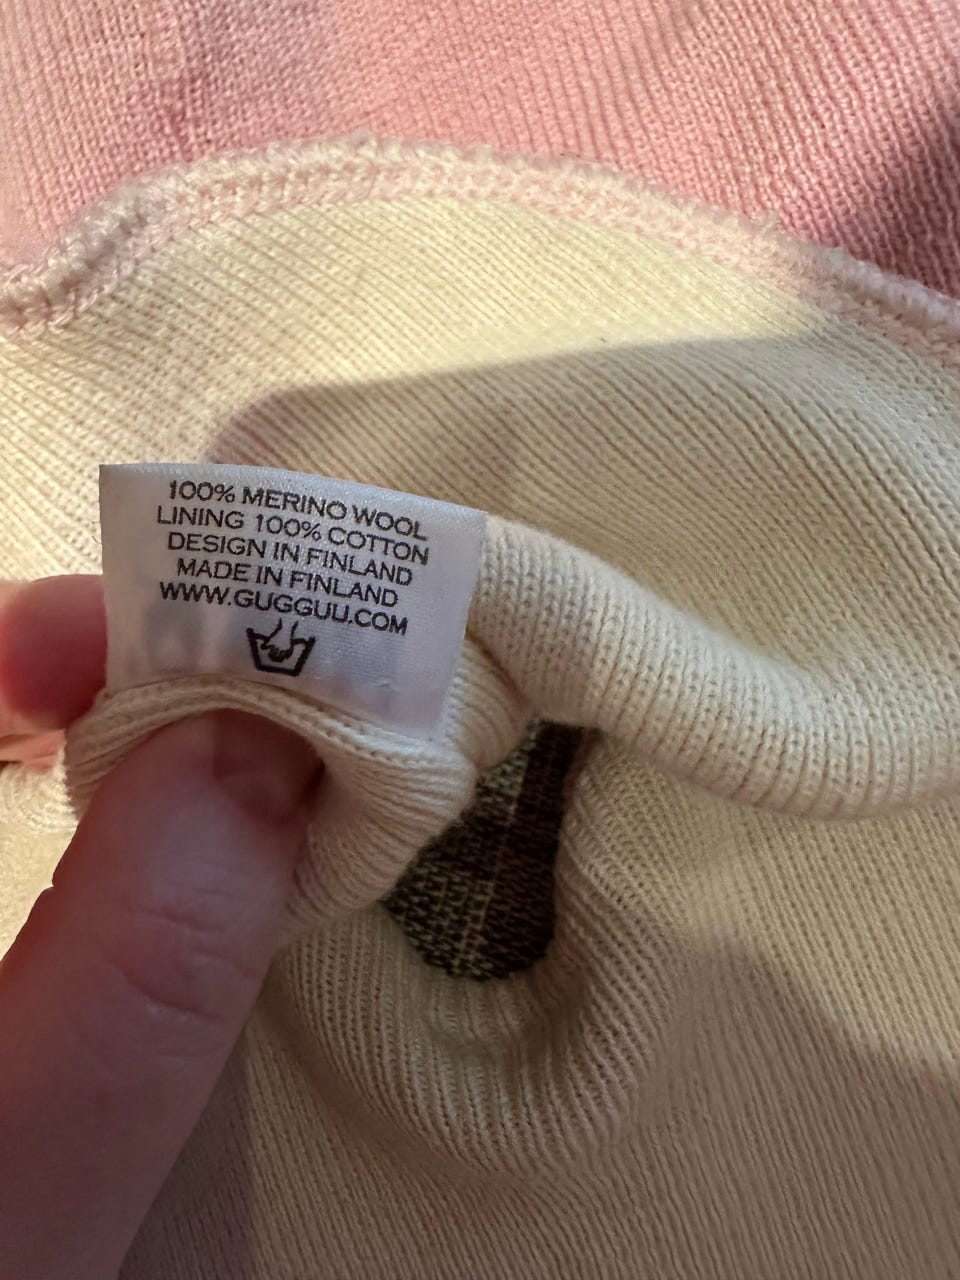 100% MERINO WOOL
LINING 100% COTTON
DESIGN IN FINLAND
MADE IN FINLAND
WWW.GUGGUU.COM